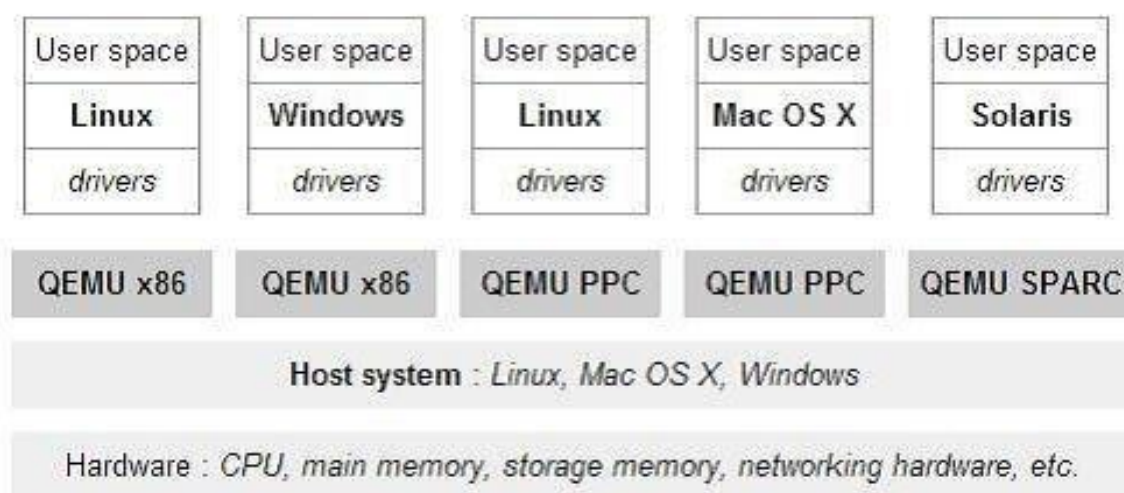 User space User space User space User space User space
Linux Windows Linux Mac OS X Solaris
drivers drivers drivers drivers drivers
QEMU x86 QEMU x86 QEMU PPC QEMU PPC QEMU SPARC
Host system : Linux, Mac OS X, Windows
Hardware : CPU, main memory, storage memory, networking hardware, etc.